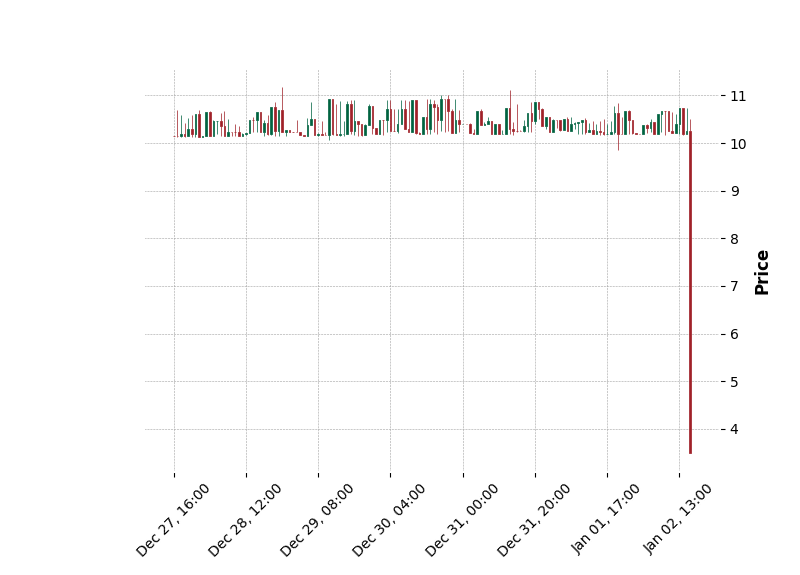 11
10
9
8
7
6
5
4
Price
Dec 27, 16:00
Dec 28, 12:00
Dec 29, 08:00
Dec 30, 04:00
Dec 31, 00:00
Dec 31, 20:00
Jan 01, 17:00
Jan 02, 13:00